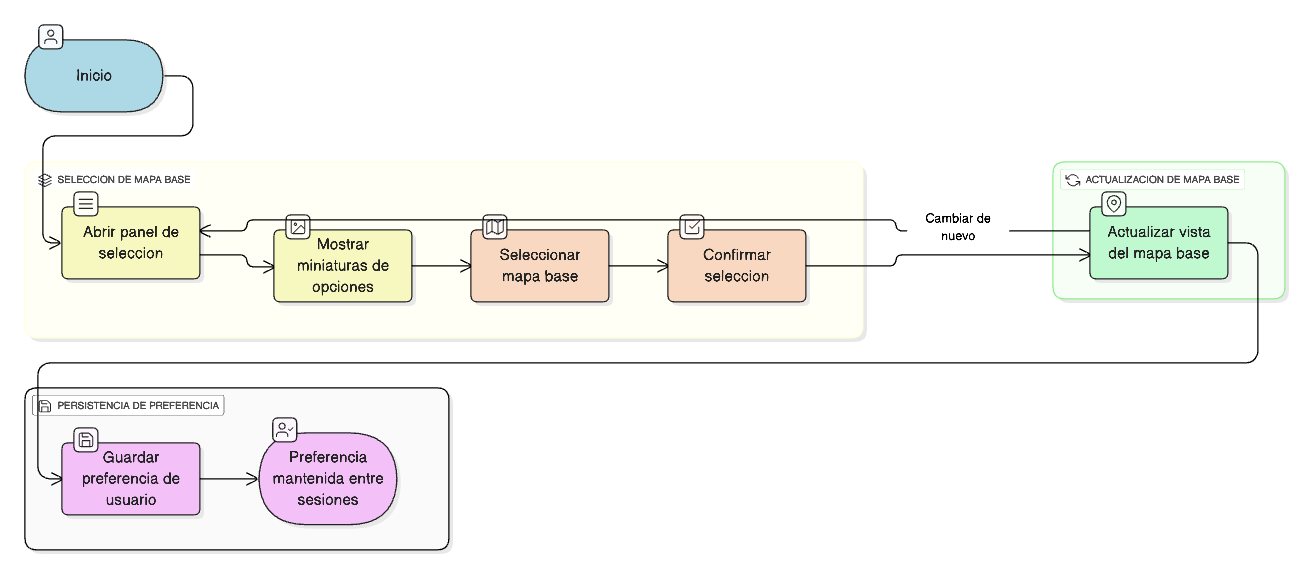 Inicio
SELECCION DE MAPA BASE
ACTUALIZACION DE MAPA BASE
Abrir panel de
seleccion
Mostrar
miniaturas de
opciones
Seleccionar
mapa base
Confirmar
seleccion
Cambiar de
nuevo
Actualizar vista
del mapa base
PERSISTENCIA DE PREFERENCIA
Guardar
preferencia de
usuario
Preferencia
mantenida entre
sesiones